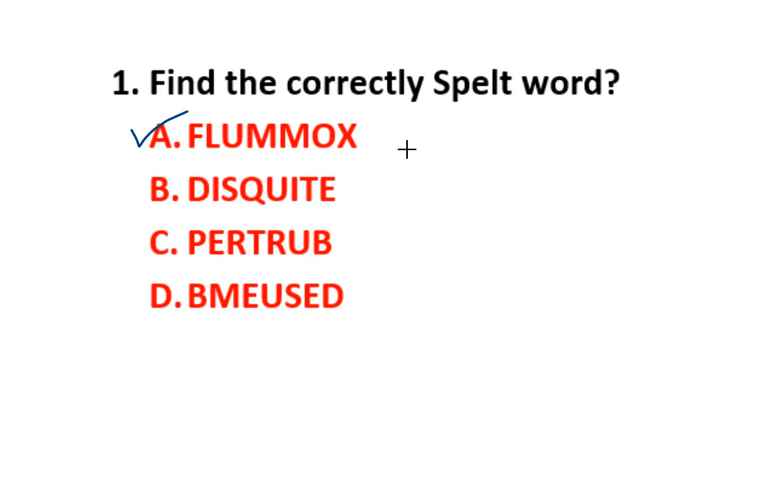 1. Find the correctly Spelt word?
A. FLUMMOX
B. DISQUITE
C. PERTRUB
D. BMEUSED